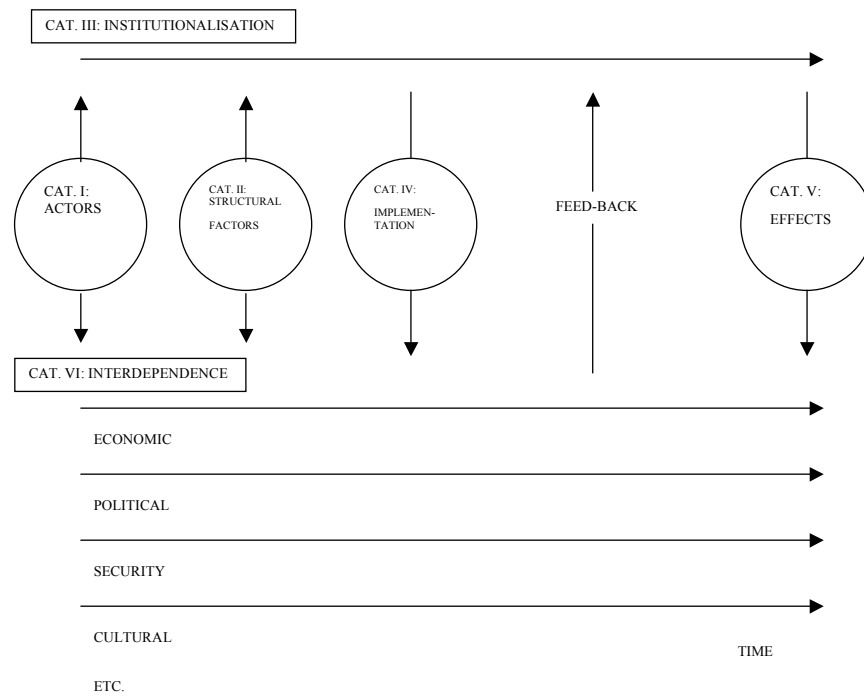 CAT. III: INSTITUTIONALISATION
CAT. I:
ACTORS
CAT. II:
STRUCTURAL
FACTORS
CAT. IV:
IMPLEMEN-
TATION
FEED-BACK
CAT. V:
EFFECTS
CAT. VI: INTERDEPENDENCE
ECONOMIC
POLITICAL
SECURITY
CULTURAL
TIME
ETC.